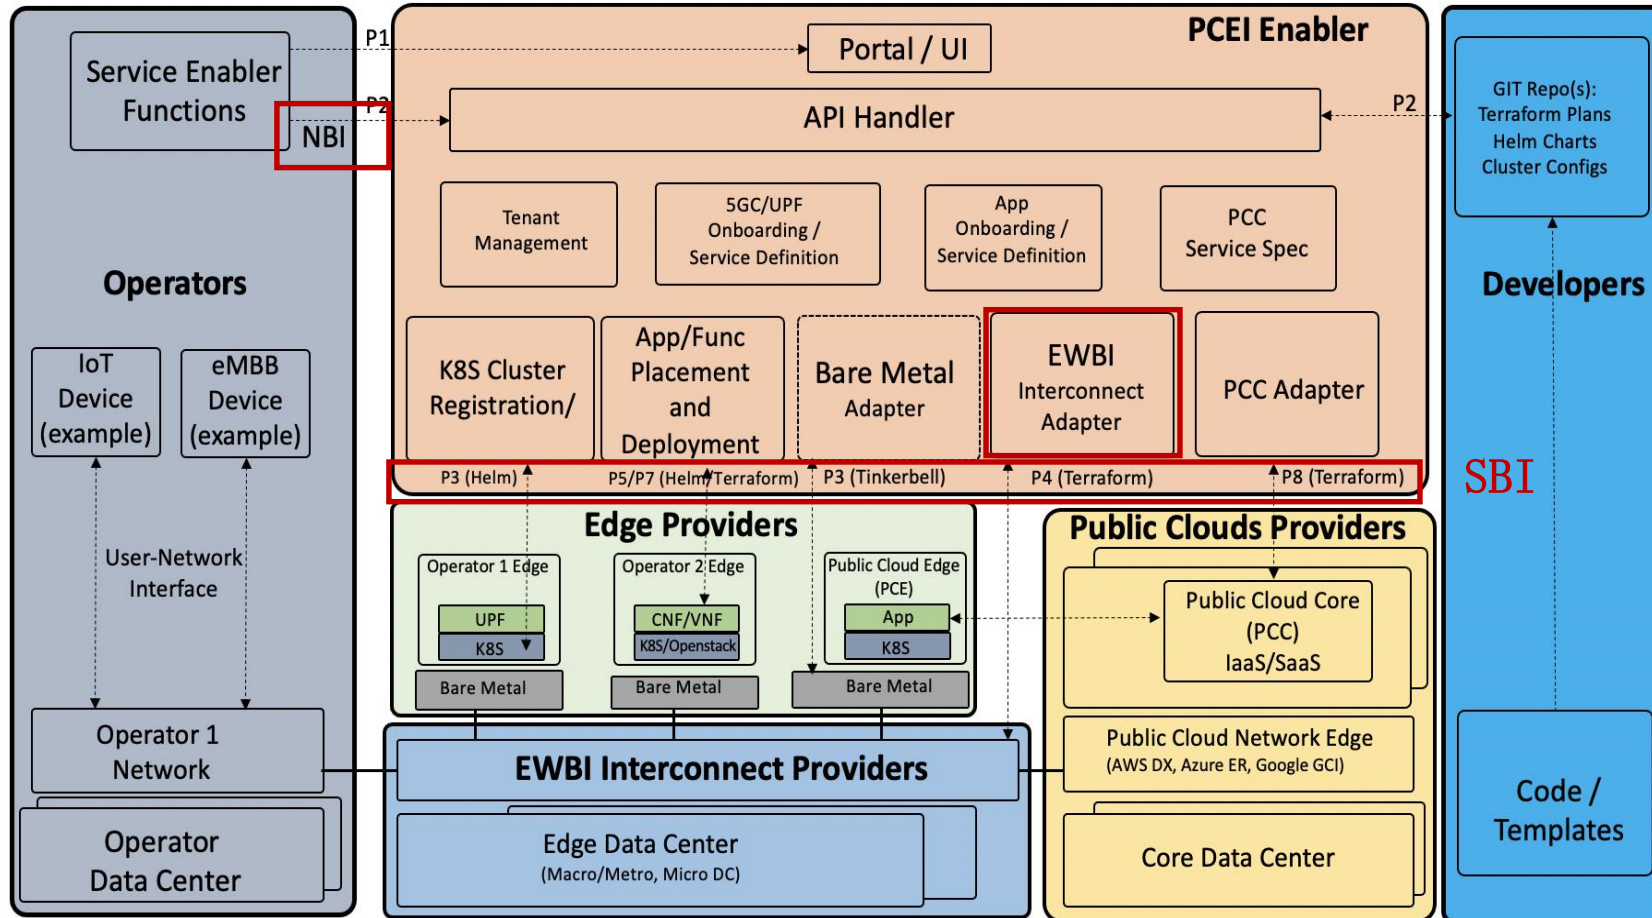 PCEI Enabler
P1
Portal / UI
Service Enabler
Functions
P2
NBI
API Handler
P2
GIT Repo(s):
Terraform Plans
Helm Charts
Cluster Configs
Tenant
Management
5GC/UPF
Onboarding /
Service Definition
App
Onboarding /
Service Definition
PCC
Service Spec
Operators
Developers
IoT
Device
(example)
eMBB
Device
(example)
K8S Cluster
Registration/
App/Func
Placement
and
Deployment
Bare Metal
Adapter
EWBI
Interconnect
Adapter
PCC Adapter
P3 (Helm)
P5/P7 (Helm/Terraform)
P3 (Tinkerbell)
P4 (Terraform)
P8 (Terraform)
SBI
Edge Providers
Public Clouds Providers
User-Network
Interface
Operator 1 Edge
UPF
K8S
Bare Metal
Operator 2 Edge
CNF/VNF
K8S/Openstack
Bare Metal
Public Cloud Edge
(PCE)
App
K8S
Bare Metal
Public Cloud Core
(PCC)
IaaS/SaaS
Operator 1
Network
EWBI Interconnect Providers
Public Cloud Network Edge
(AWS DX, Azure ER, Google GCI)
Operator
Data Center
Edge Data Center
(Macro/Metro, Micro DC)
Core Data Center
Code /
Templates